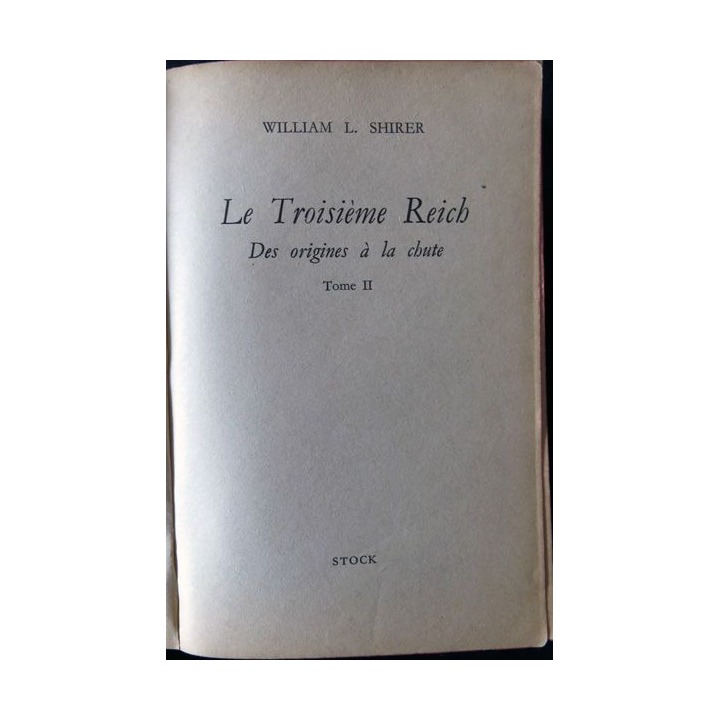 WILLIAM L. SHIRER
Le Troisième Reich
Des origines à la chute
Tome II
STOCK